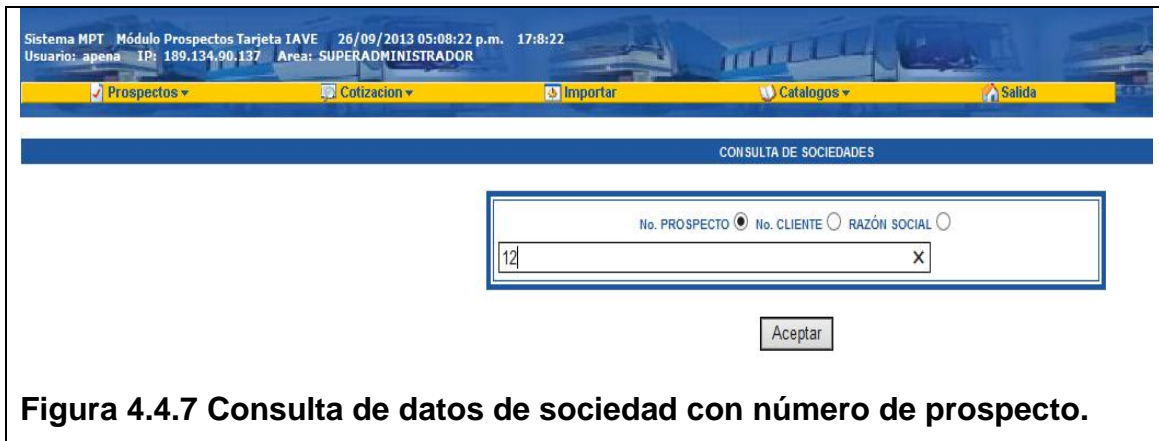 Sistema MPT Módulo Prospectos Tarjeta IAVE 26/09/2013 05:08:22 p.m. 17:8:22
Usuario: apena IP: 189.134.90.137 Area: SUPERADMINISTRADOR
Prospectos Cotizacion Importar Catalogos Salida
CONSULTA DE SOCIEDADES
No. PROSPECTO No. CLIENTE RAZÓN SOCIAL
12 x
Aceptar
Figura 4.4.7 Consulta de datos de sociedad con número de prospecto.